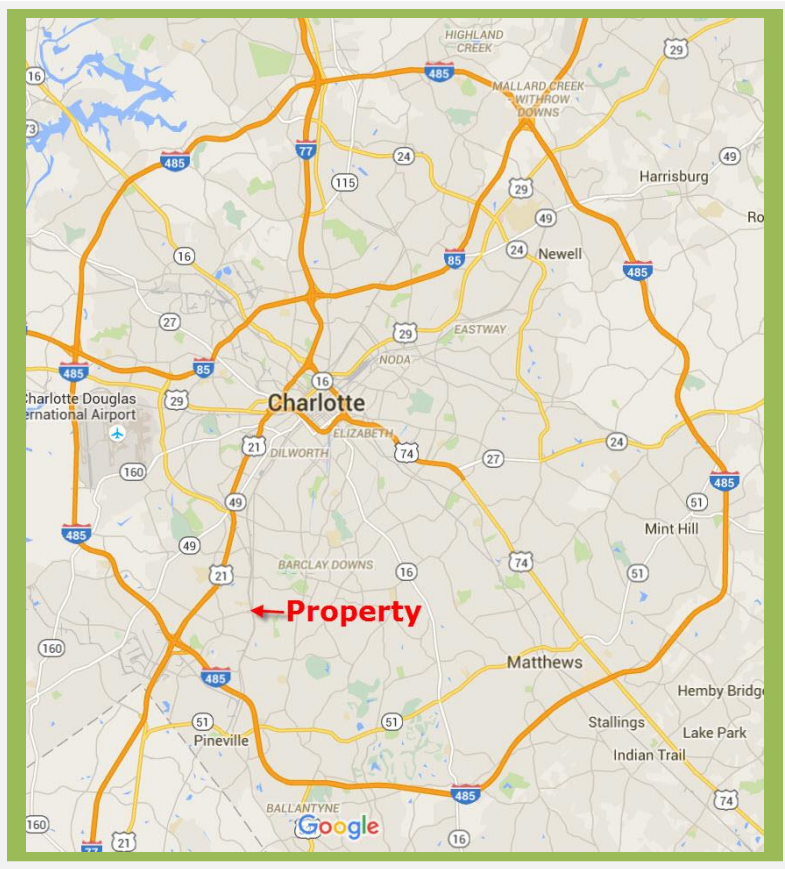 HIGHLAND
CREEK
29
16
485
MALLARD CREEK
- WITHROW
DOWNS
73
77
24
49
485
115
Harrisburg
29
49
Ro
16
24
Newell
85
485
27
29
EASTWAY
NODA
485
85
16
Charlotte Douglas
ernational Airport
29
Charlotte
ELIZABETH
21
DILWORTH
74
27
24
160
485
49
51
Mint Hill
485
49
BARCLAY DOWNS
74
21
16
51
Property
160
Matthews
485
Hemby Bridge
51
51
Stallings
Pineville
Lake Park
Indian Trail
485
74
BALLANTYNE
Google
160
21
16
77